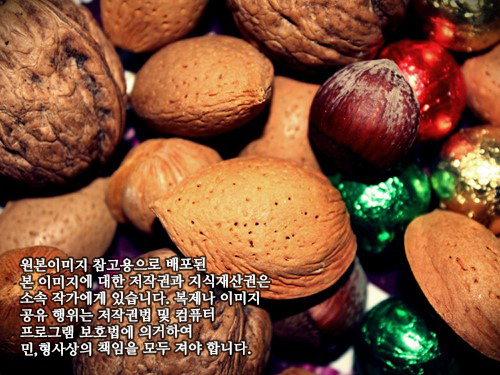 원본이미지 참고용으로 배포된
본 이미지에 대한 저작권과 지식재산권은
소속 작가에게 있습니다. 복제나 이미지
공유 행위는 저작권법 및 컴퓨터
프로그램 보호법에 의거하여
민,형사상의 책임을 모두 져야 합니다.